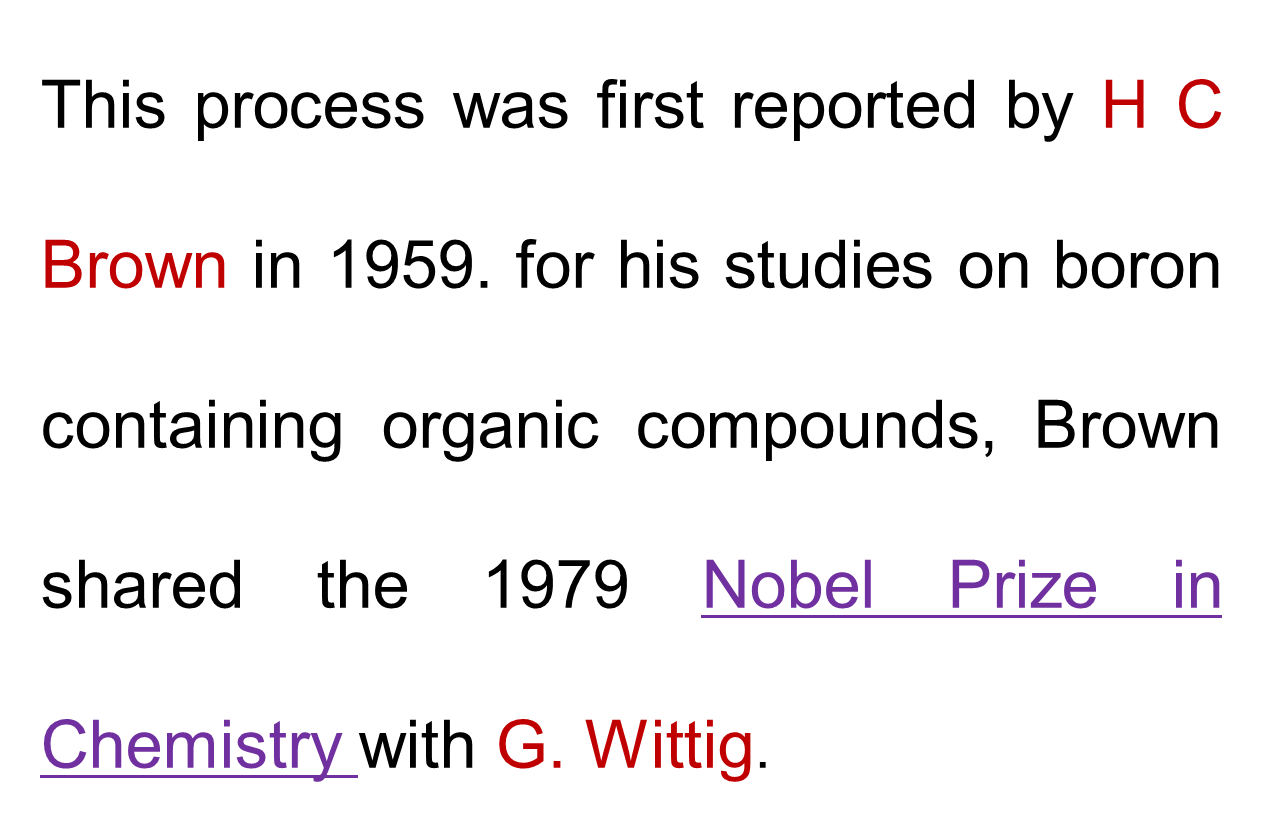 This process was first reported by H C
Brown in 1959. for his studies on boron
containing organic compounds, Brown
shared the 1979 Nobel Prize in
Chemistry with G. Wittig.